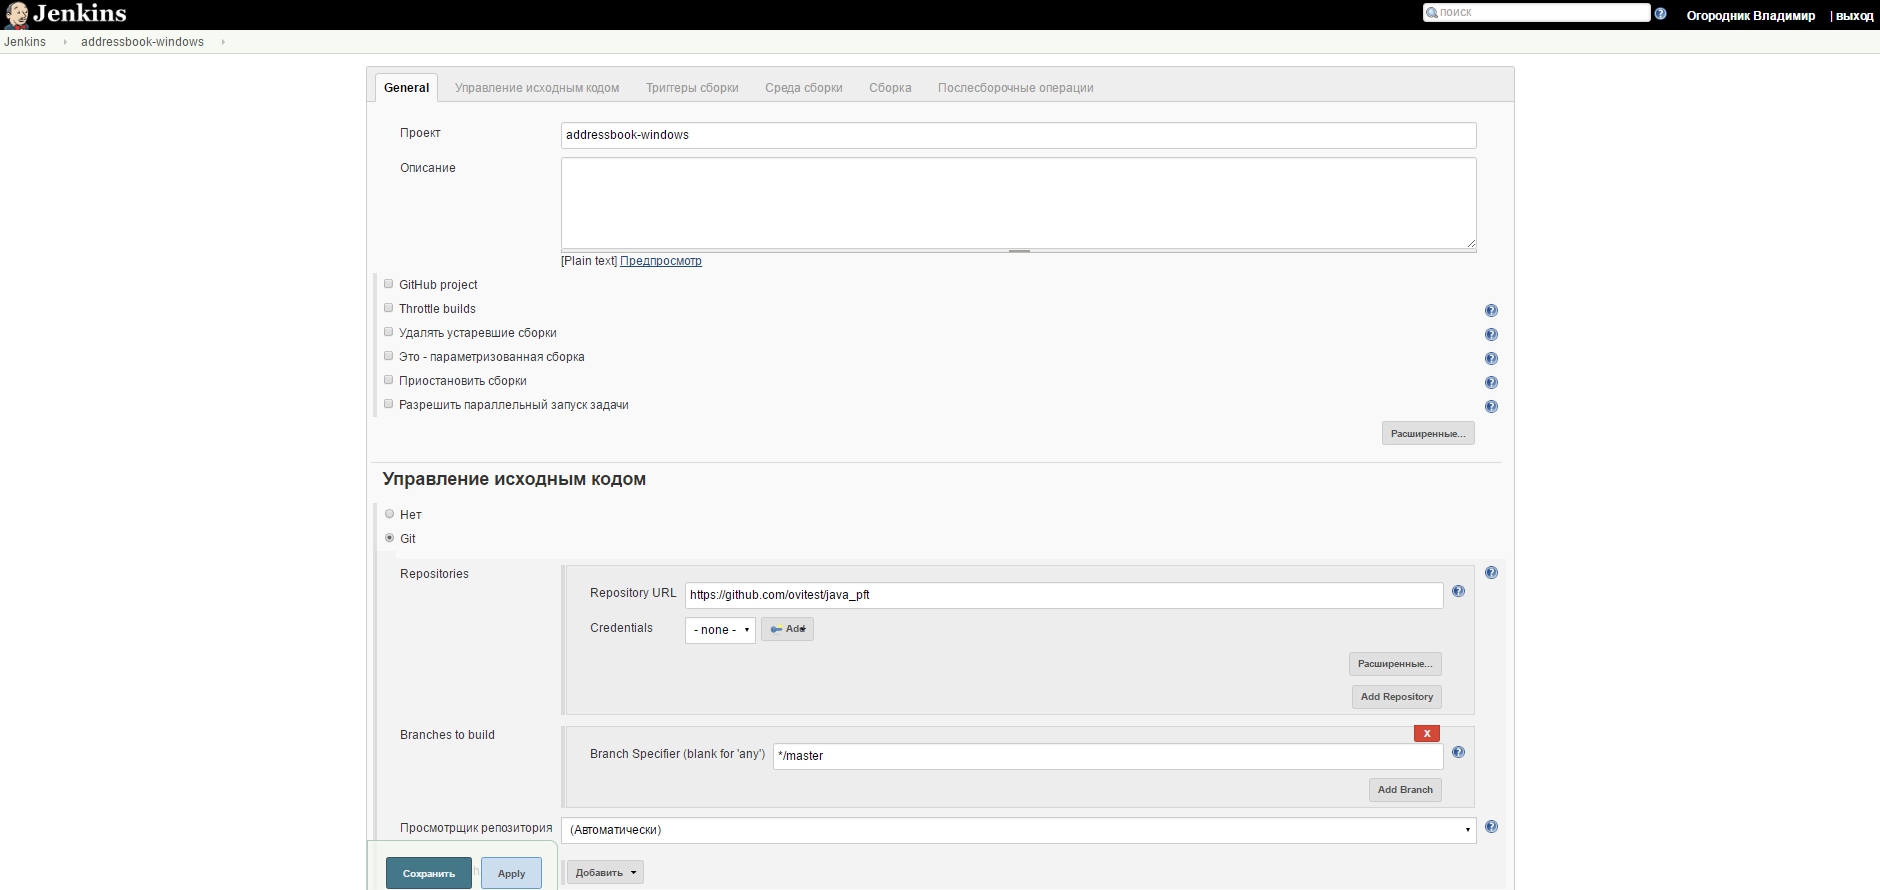 Jenkins
поиск
Огородник Владимир | выход
Jenkins addressbook-windows
General Управление исходным кодом Триггеры сборки Среда сборки Сборка Послесборочные операции
Проект addressbook-windows
Описание
[Plain text] Предпросмотр
GitHub project
Throttle builds
Удалять устаревшие сборки
Это - параметризованная сборка
Приостановить сборки
Разрешить параллельный запуск задачи
Расширенные...
Управление исходным кодом
Нет
Git
Repositories
Repository URL https://github.com/ovitest/java_pft
Credentials - none - Add
Расширенные...
Add Repository
Branches to build
X
Branch Specifier (blank for 'any') */master
Add Branch
Просмотрщик репозитория (Автоматически)
Сохранить Apply Добавить